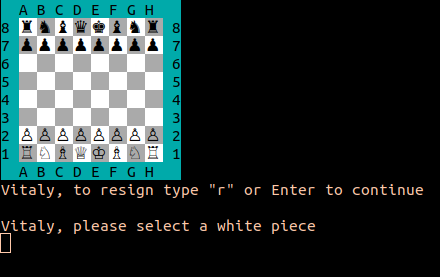 A B C D E F G H
8 ♜ ♞ ♝ ♛ ♚ ♝ ♞ ♜ 8
7 ♟ ♟ ♟ ♟ ♟ ♟ ♟ ♟ 7
6 6
5 5
4 4
3 3
2 ♙ ♙ ♙ ♙ ♙ ♙ ♙ ♙ 2
1 ♖ ♘ ♗ ♕ ♔ ♗ ♘ ♖ 1
A B C D E F G H
Vitaly, to resign type "r" or Enter to continue
Vitaly, please select a white piece